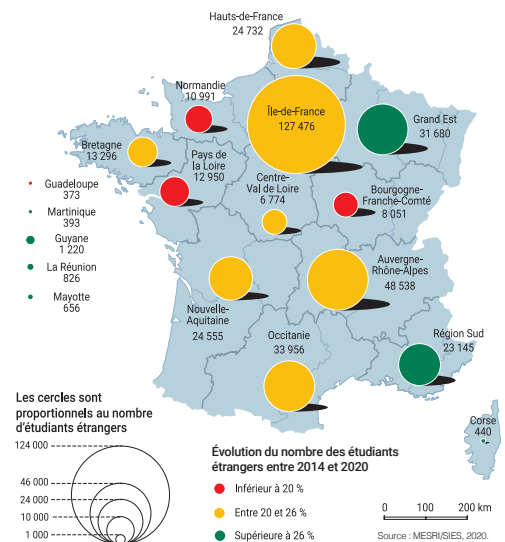 Hauts-de-France
24 732
Normandie
10 991
Île-de-France
127 476
Grand Est
31 680
Bretagne
13 296
Pays de
la Loire
12 950
Centre-
Val de Loire
6 774
Bourgogne-
Franche-Comté
8 051
Guadeloupe
373
Martinique
393
Guyane
1 220
La Réunion
826
Mayotte
656
Auvergne-
Rhône-Alpes
48 538
Nouvelle-
Aquitaine
24 555
Occitanie
33 956
Région Sud
23 145
Corse
440
Les cercles sont
proportionnels au nombre
d'étudiants étrangers
124 000
46 000
24 000
10 000
1 000
Évolution du nombre des étudiants
étrangers entre 2014 et 2020
Inférieur à 20 %
Entre 20 et 26 %
Supérieure à 26 %
0 100 200 km
Source : MESRI/SIES, 2020.